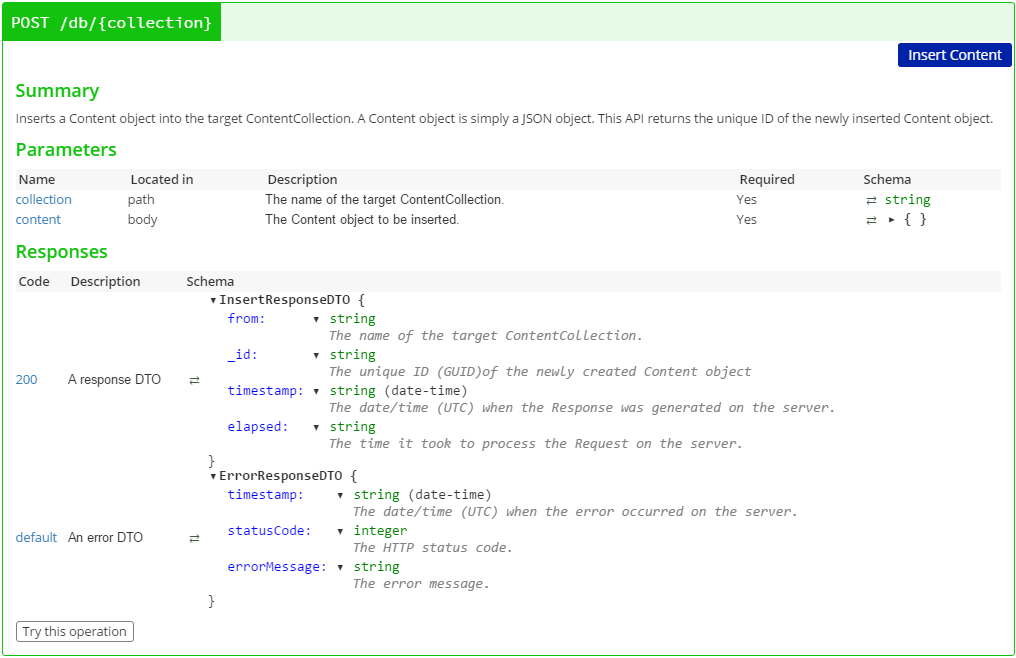 POST /db/{collection}
Insert Content
Summary
Inserts a Content object into the target ContentCollection. A Content object is simply a JSON object. This API returns the unique ID of the newly inserted Content object.
Parameters
Name Located in Description Required Schema
collection path The name of the target ContentCollection. Yes ⇄ string
content body The Content object to be inserted. Yes ⇄ ▸ { }
Responses
Code Description Schema
▾InsertResponseDTO {
from: ▾ string
The name of the target ContentCollection.
_id: ▾ string
The unique ID (GUID)of the newly created Content object
200 A response DTO ⇄
timestamp: ▾ string (date-time)
The date/time (UTC) when the Response was generated on the server.
elapsed: ▾ string
The time it took to process the Request on the server.
}
▾ErrorResponseDTO {
timestamp: ▾ string (date-time)
The date/time (UTC) when the error occurred on the server.
statusCode: ▾ integer
default An error DTO ⇄
The HTTP status code.
errorMessage: ▾ string
The error message.
}
Try this operation